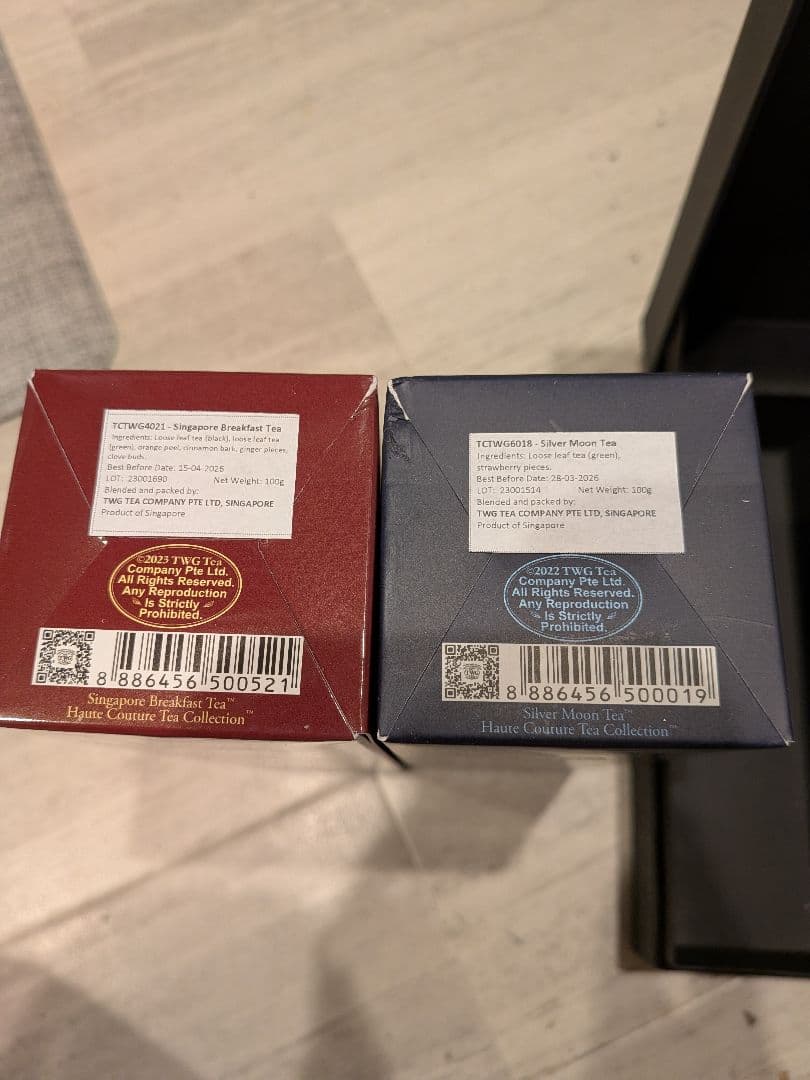 TCTWG4021 - Singapore Breakfast Tea
Ingredients: Loose leaf tea (black), loose leaf tea
(green), orange peel, cinnamon bark, ginger pieces,
clove buds.
Best Before Date: 15-04-2026
LOT: 23001690 Net Weight: 100g
Blended and packed by:
TWG TEA COMPANY PTE LTD, SINGAPORE
Product of Singapore
©2023 TWG Tea
Company Pte Ltd.
All Rights Reserved.
Any Reproduction
Is Strictly
Prohibited.
8 886456 500521
Singapore Breakfast Tea™
Haute Couture Tea Collection™
TCTWG6018 - Silver Moon Tea
Ingredients: Loose leaf tea (green),
strawberry pieces.
Best Before Date: 28-03-2026
LOT: 23001514 Net Weight: 100g
Blended and packed by:
TWG TEA COMPANY PTE LTD, SINGAPORE
Product of Singapore
©2022 TWG Tea
Company Pte Ltd.
All Rights Reserved.
Any Reproduction
Is Strictly
Prohibited.
8 886456 500019
Silver Moon Tea™
Haute Couture Tea Collection™